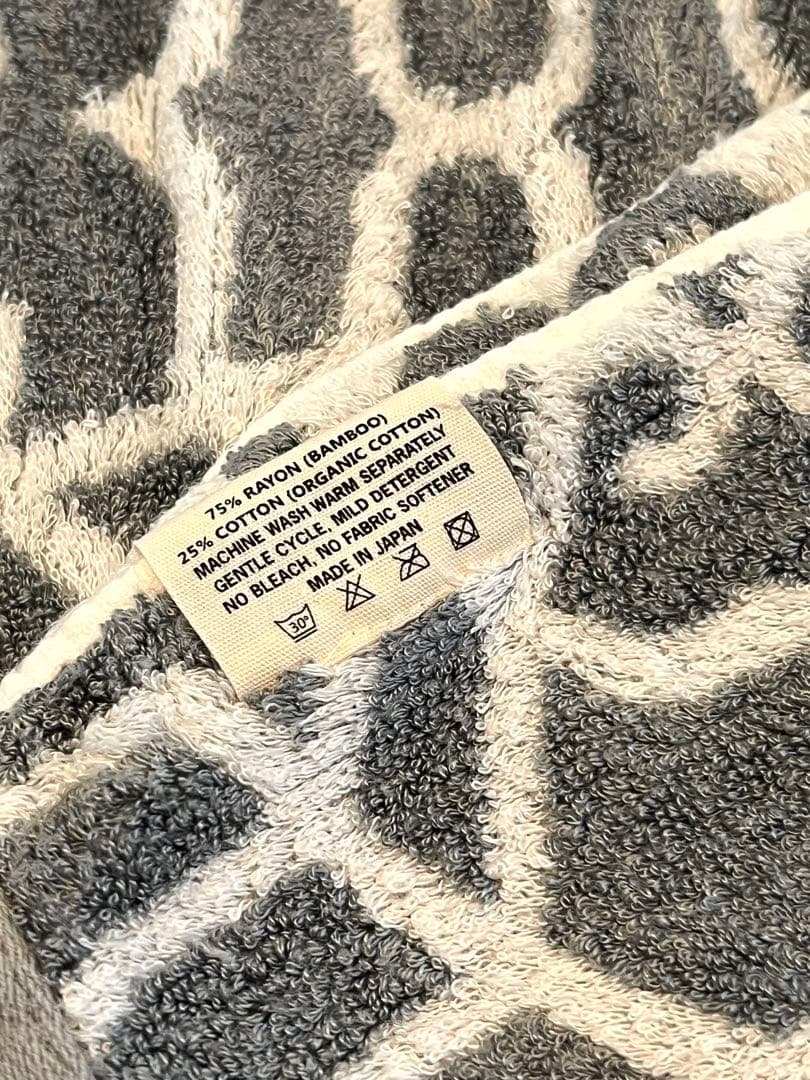 75% RAYON (BAMBOO)
25% COTTON (ORGANIC COTTON)
MACHINE WASH WARM SEPARATELY
GENTLE CYCLE, MILD DETERGENT
NO BLEACH, NO FABRIC SOFTENER
MADE IN JAPAN
30°